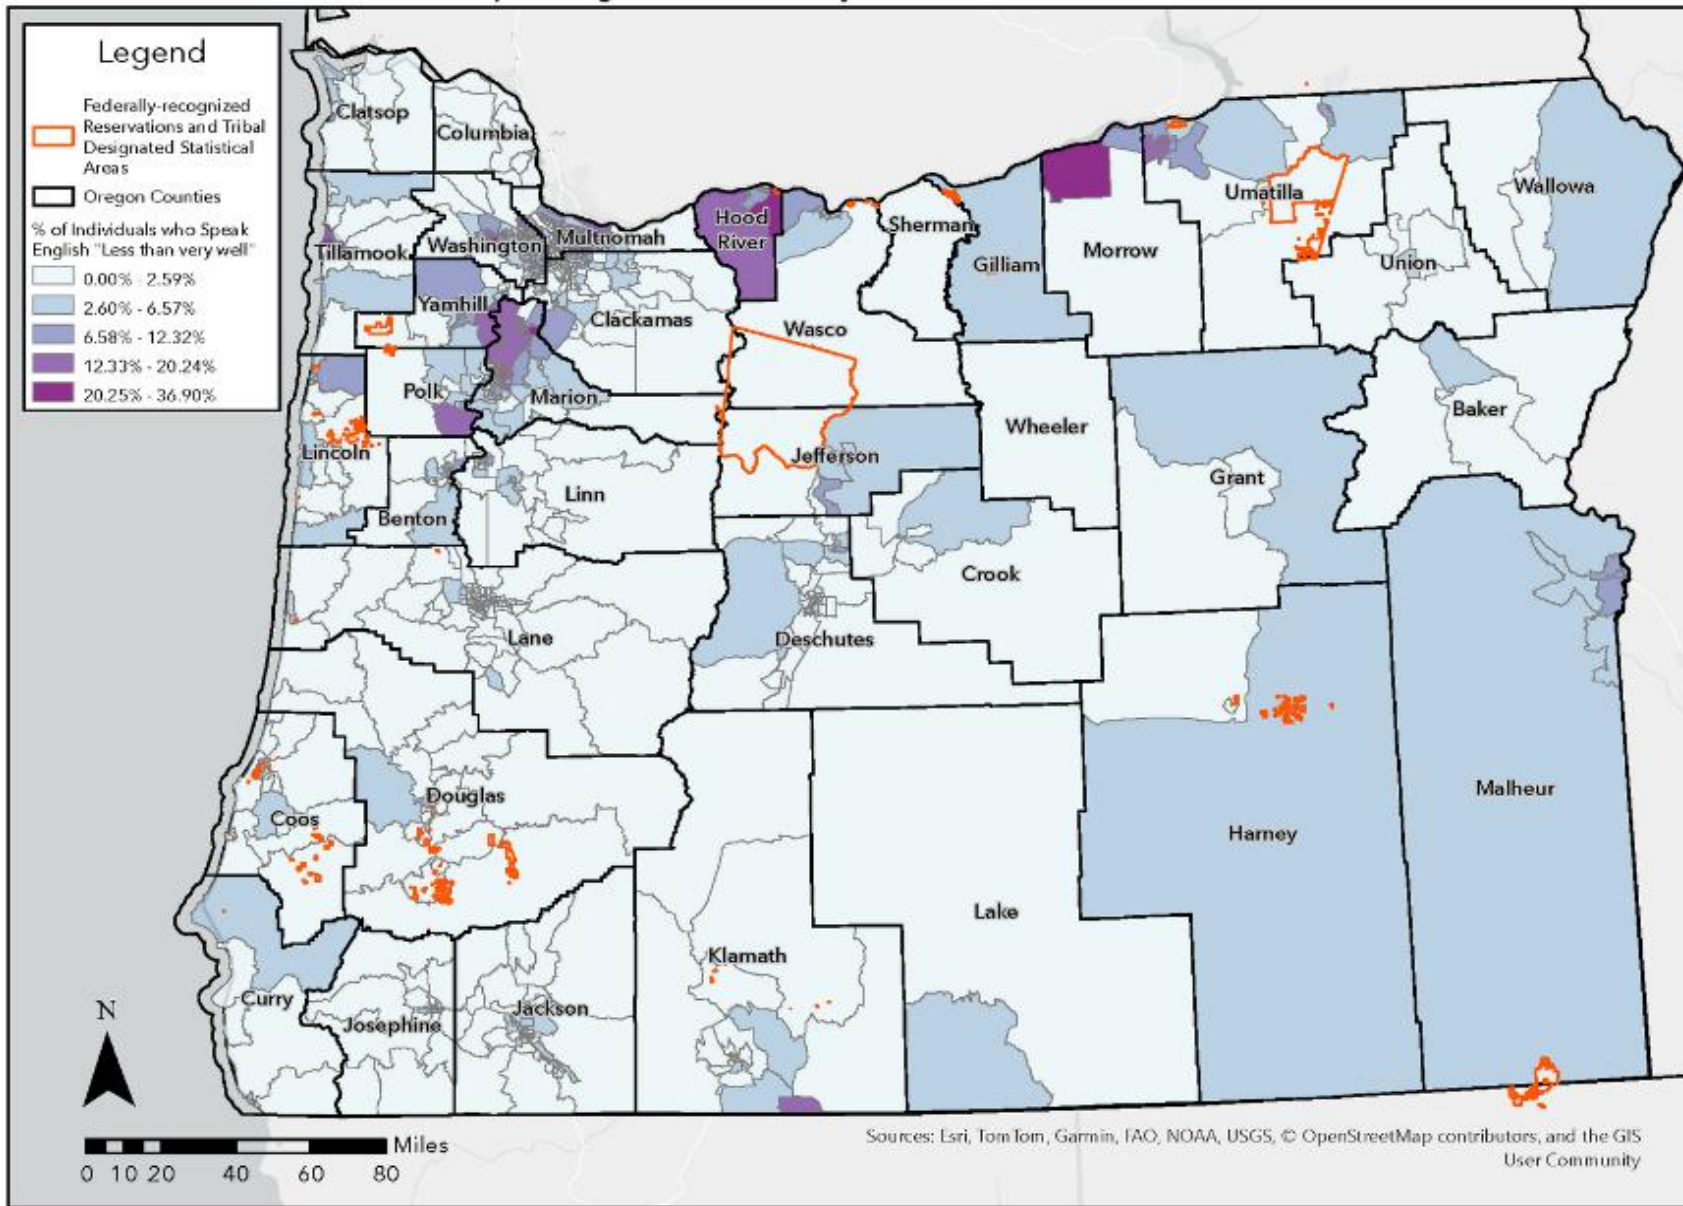 Legend
Federally-recognized
Reservations and Tribal
Designated Statistical
Areas
Oregon Counties
% of Individuals who Speak
English "Less than very well"
0.00% - 2.59%
2.60% - 6.57%
6.58% - 12.32%
12.33% - 20.24%
20.25% - 36.90%
Clatsop
Columbia
Tillamook
Washington
Multnomah
Hood
River
Sherman
Gilliam
Morrow
Umatilla
Union
Wallowa
Yamhill
Clackamas
Wasco
Polk
Marion
Wheeler
Baker
Lincoln
Jefferson
Grant
Benton
Linn
Crook
Lane
Deschutes
Malheur
Douglas
Coos
Harney
Lake
Klamath
Curry
Josephine
Jackson
N
Miles
0 10 20 40 60 80
Sources: Esri, TomTom, Garmin, FAO, NOAA, USGS, © OpenStreetMap contributors, and the GIS
User Community